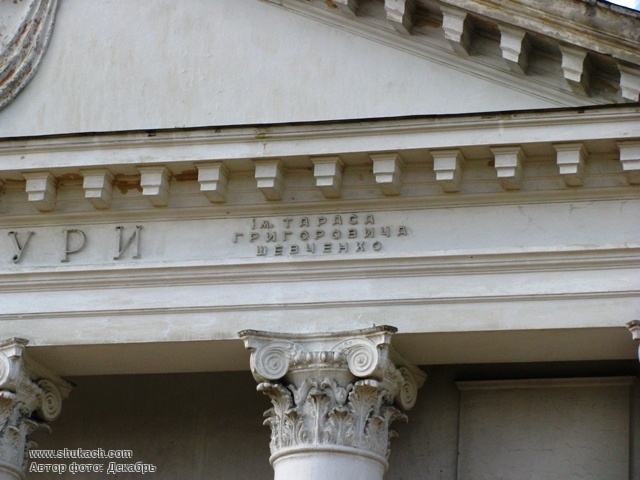 УРИ
ім. ТАРАСА
ГРИГОРОВИЧА
ШЕВЧЕНКО
www.shukach.com
Автор фото: Декабрь